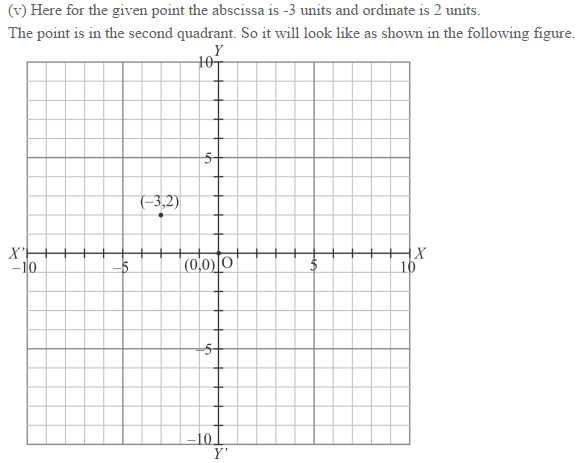 (v) Here for the given point the abscissa is -3 units and ordinate is 2 units.
The point is in the second quadrant. So it will look like as shown in the following figure.
Y
10
5
(−3,2)
X' X
−10 −5 (0,0) O 5 10
−5
−10
Y'